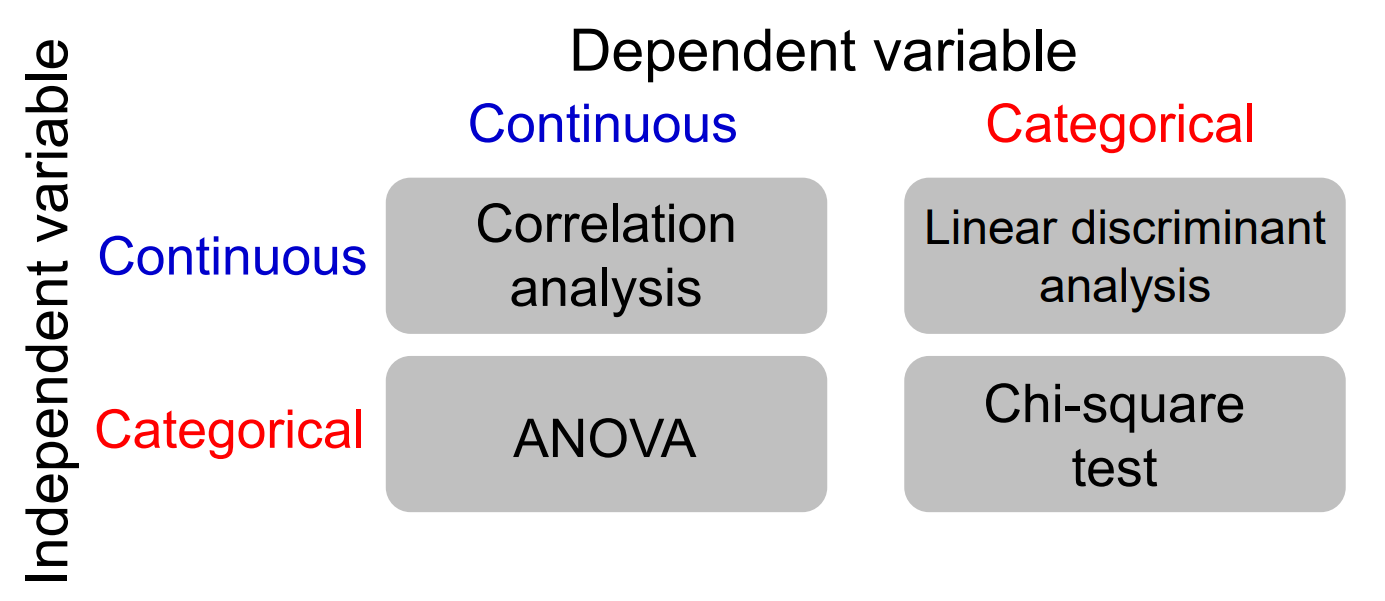 Independent variable
Dependent variable
Continuous
Categorical
Continuous
Correlation
analysis
Linear discriminant
analysis
Categorical
ANOVA
Chi-square
test